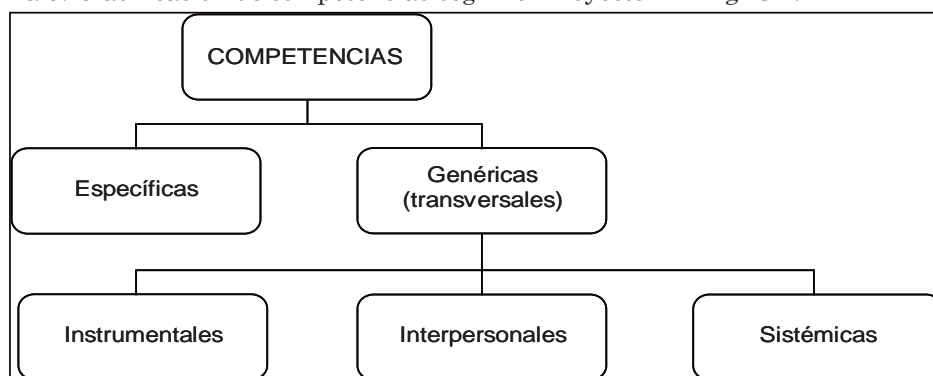 COMPETENCIAS
Específicas
Genéricas
(transversales)
Instrumentales
Interpersonales
Sistémicas